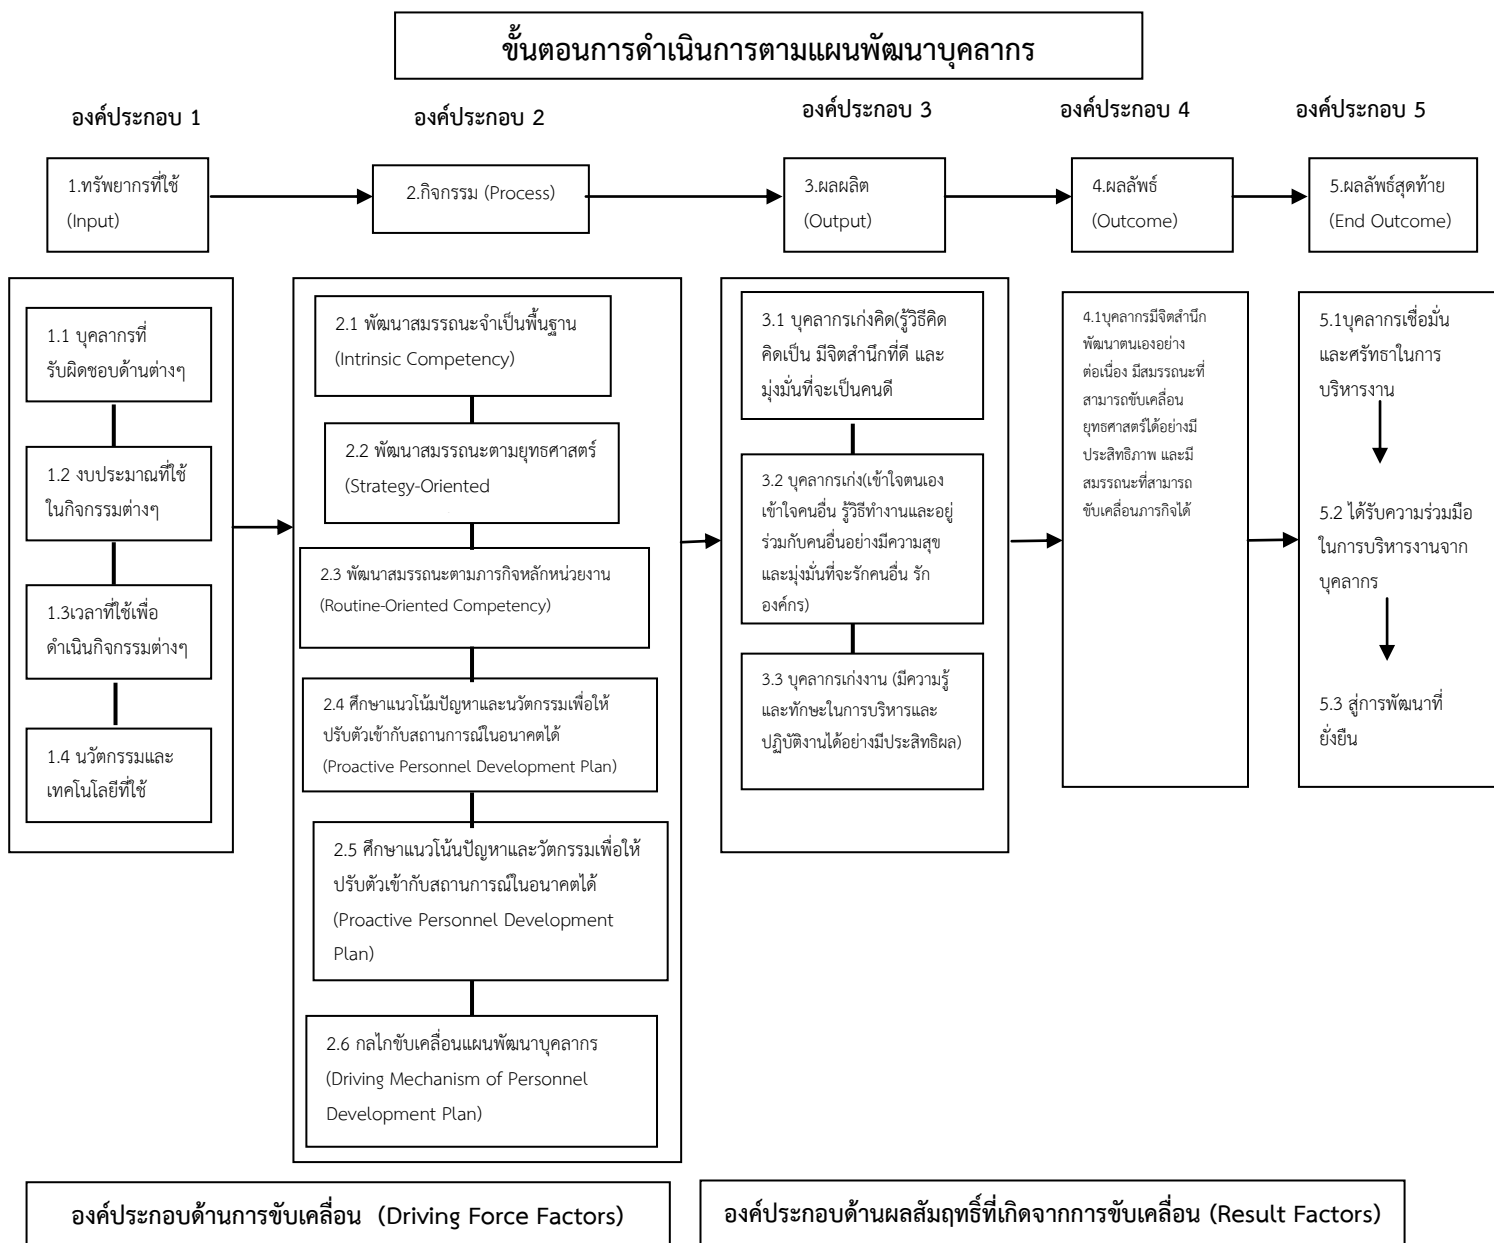 ขั้นตอนการดำเนินการตามแผนพัฒนาบุคลากร
องค์ประกอบ 1
องค์ประกอบ 2
องค์ประกอบ 3
องค์ประกอบ 4
องค์ประกอบ 5
1.ทรัพยากรที่ใช้
(Input)
2.กิจกรรม (Process)
3.ผลผลิต
(Output)
4.ผลลัพธ์
(Outcome)
5.ผลลัพธ์สุดท้าย
(End Outcome)
1.1 บุคลากรที่
รับผิดชอบด้านต่างๆ
1.2 งบประมาณที่ใช้
ในกิจกรรมต่างๆ
1.3เวลาที่ใช้เพื่อ
ดำเนินกิจกรรมต่างๆ
1.4 นวัตกรรมและ
เทคโนโลยีที่ใช้
2.1 พัฒนาสมรรถนะจำเป็นพื้นฐาน
(Intrinsic Competency)
2.2 พัฒนาสมรรถนะตามยุทธศาสตร์
(Strategy-Oriented
2.3 พัฒนาสมรรถนะตามภารกิจหลักหน่วยงาน
(Routine-Oriented Competency)
2.4 ศึกษาแนวโน้มปัญหาและนวัตกรรมเพื่อให้
ปรับตัวเข้ากับสถานการณ์ในอนาคตได้
(Proactive Personnel Development Plan)
2.5 ศึกษาแนวโน้นปัญหาและวัตกรรมเพื่อให้
ปรับตัวเข้ากับสถานการณ์ในอนาคตได้
(Proactive Personnel Development
Plan)
2.6 กลไกขับเคลื่อนแผนพัฒนาบุคลากร
(Driving Mechanism of Personnel
Development Plan)
3.1 บุคลากรเก่งคิด(รู้วิธีคิด
คิดเป็น มีจิตสำนึกที่ดี และ
มุ่งมั่นที่จะเป็นคนดี
3.2 บุคลากรเก่ง(เข้าใจตนเอง
เข้าใจคนอื่น รู้วิธีทำงานและอยู่
ร่วมกับคนอื่นอย่างมีความสุข
และมุ่งมั่นที่จะรักคนอื่น รัก
องค์กร)
3.3 บุคลากรเก่งงาน (มีความรู้
และทักษะในการบริหารและ
ปฏิบัติงานได้อย่างมีประสิทธิผล)
4.1บุคลากรมีจิตสำนึก
พัฒนาตนเองอย่าง
ต่อเนื่อง มีสมรรถนะที่
สามารถขับเคลื่อน
ยุทธศาสตร์ได้อย่างมี
ประสิทธิภาพ และมี
สมรรถนะที่สามารถ
ขับเคลื่อนภารกิจได้
5.1บุคลากรเชื่อมั่น
และศรัทธาในการ
บริหารงาน
5.2 ได้รับความร่วมมือ
ในการบริหารงานจาก
บุคลากร
5.3 สู่การพัฒนาที่
ยั่งยืน
องค์ประกอบด้านการขับเคลื่อน (Driving Force Factors)
องค์ประกอบด้านผลสัมฤทธิ์ที่เกิดจากการขับเคลื่อน (Result Factors)